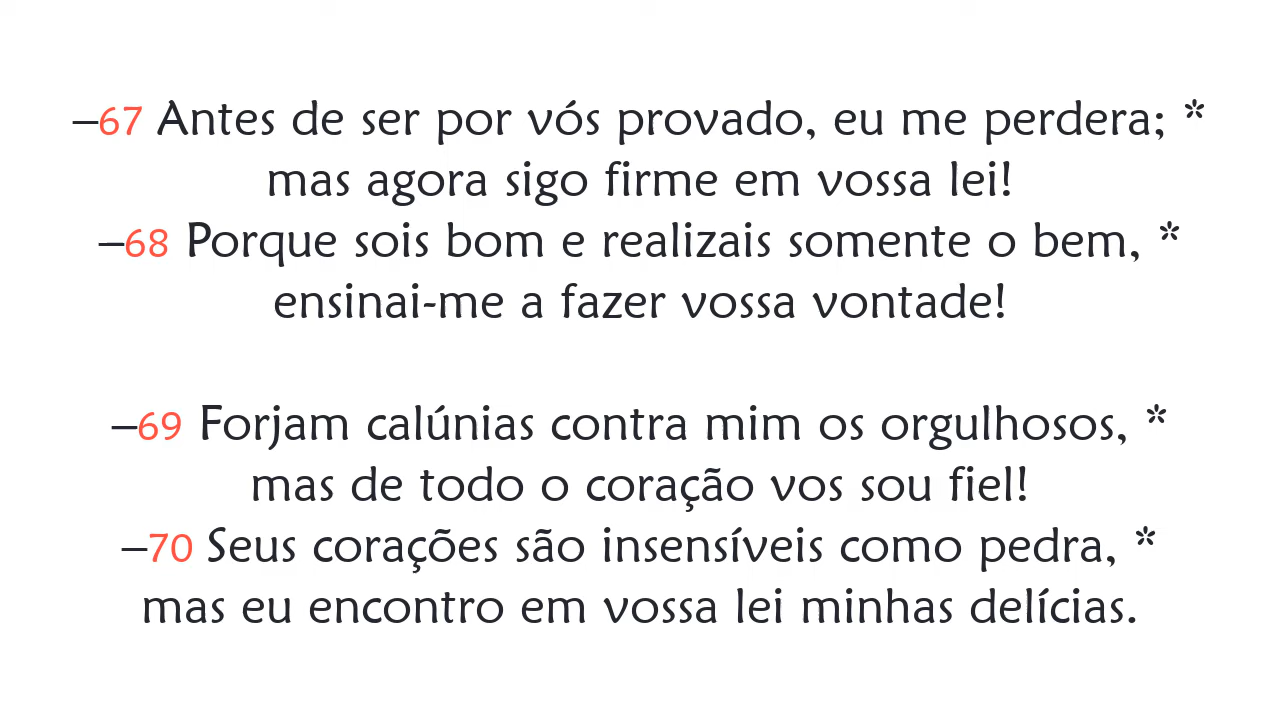 –67 Antes de ser por vós provado, eu me perdera; *
mas agora sigo firme em vossa lei!
–68 Porque sois bom e realizais somente o bem, *
ensinai-me a fazer vossa vontade!
–69 Forjam calúnias contra mim os orgulhosos, *
mas de todo o coração vos sou fiel!
–70 Seus corações são insensíveis como pedra, *
mas eu encontro em vossa lei minhas delícias.